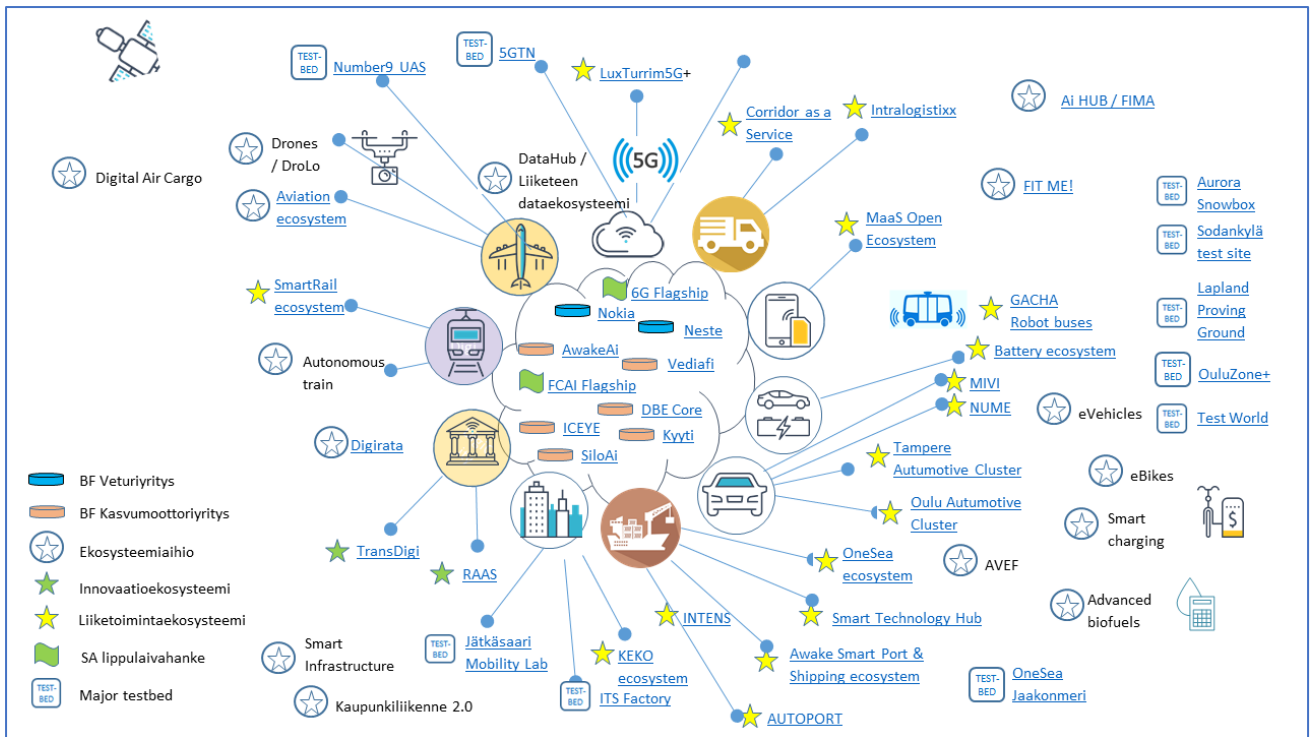 TEST-
BED
Number9 UAS
TEST-
BED
5GTN
LuxTurrim5G+
Corridor as a
Service
Intralogistixx
Ai HUB / FIMA
Digital Air Cargo
Drones
/ DroLo
Aviation
ecosystem
DataHub /
Liiketeen
dataekosysteemi
5G
FIT ME!
MaaS Open
Ecosystem
TEST-
BED
Aurora
Snowbox
TEST-
BED
Sodankylä
test site
TEST-
BED
Lapland
Proving
Ground
TEST-
BED
OuluZone+
TEST-
BED
Test World
SmartRail
ecosystem
Autonomous
train
Digirata
6G Flagship
Nokia
Neste
AwakeAi
Vediafi
FCAI Flagship
DBE Core
ICEYE
Kyyti
SiloAi
GACHA
Robot buses
Battery ecosystem
MIVI
NUME
eVehicles
Tampere
Autumotive Cluster
eBikes
Oulu Automotive
Cluster
Smart
charging
$
OneSea
ecosystem
AVEF
Advanced
biofuels
BF Veturiyritys
BF Kasvumoottoriyritys
Ekosysteemiaihio
Innovaatioekosysteemi
Liiketoimintaekosysteemi
SA lippulaivahanke
TEST-
BED
Major testbed
TransDigi
RAAS
Smart
Infrastructure
Kaupunkiliikenne 2.0
TEST-
BED
Jätkäsaari
Mobility Lab
KEKO
ecosystem
TEST-
BED
ITS Factory
INTENS
Smart Technology Hub
Awake Smart Port &
Shipping ecosystem
AUTOPORT
TEST-
BED
OneSea
Jaakonmeri